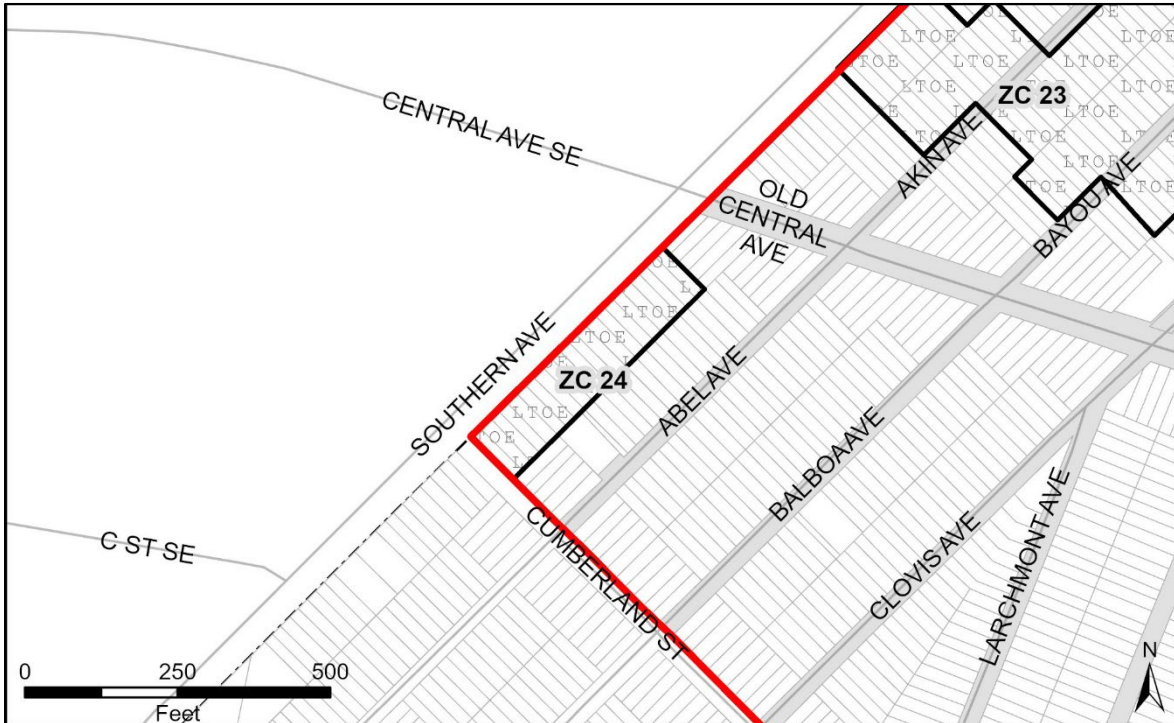 CENTRAL AVE SE
OLD
CENTRAL
AVE
AKIN AVE
ZC 23
BAYOU AVE
LTOE L LTOE
LTOE LTOE
LTOE
LTOE
LTOE
TOE
LTOE
SOUTHERN AVE
L
LTOE
LTOE
ZC 24
LTOE
ABEL AVE
BALBOA AVE
CLOVIS AVE
LARCHMONT AVE
C ST SE
CUMBERLAND ST
0 250 500
Feet
N